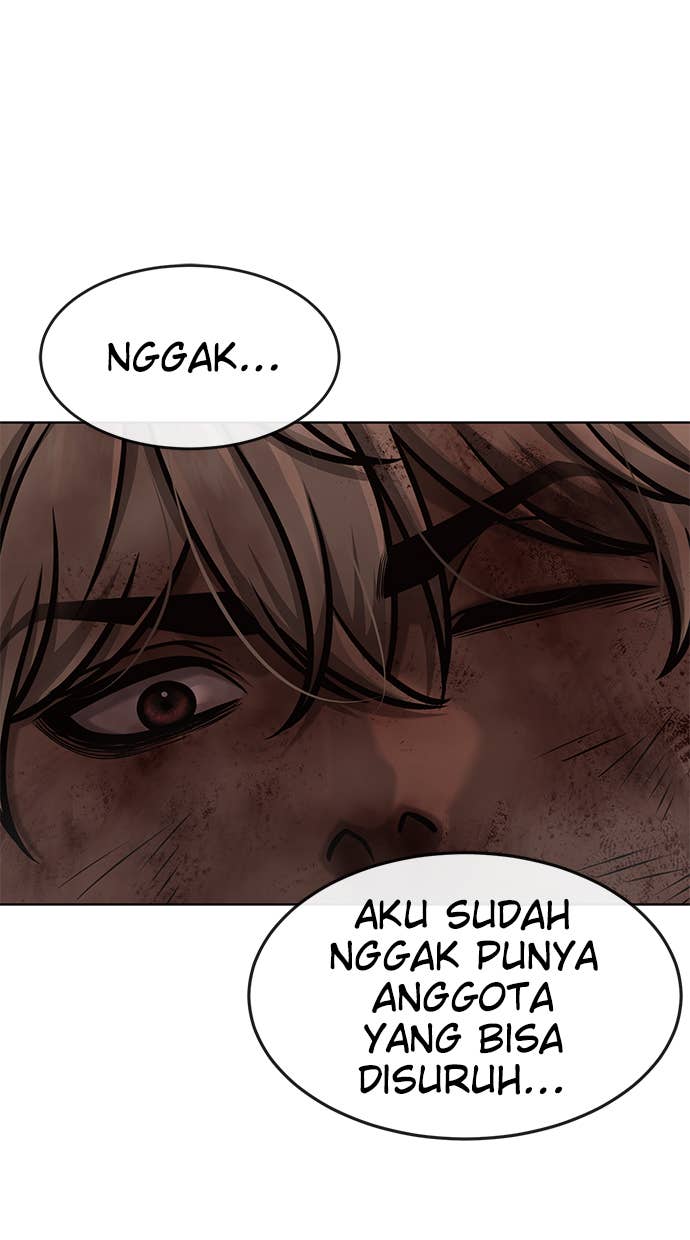 NGGAK...
AKU SUDAH
NGGAK PUNYA
ANGGOTA
YANG BISA
DISURUH...